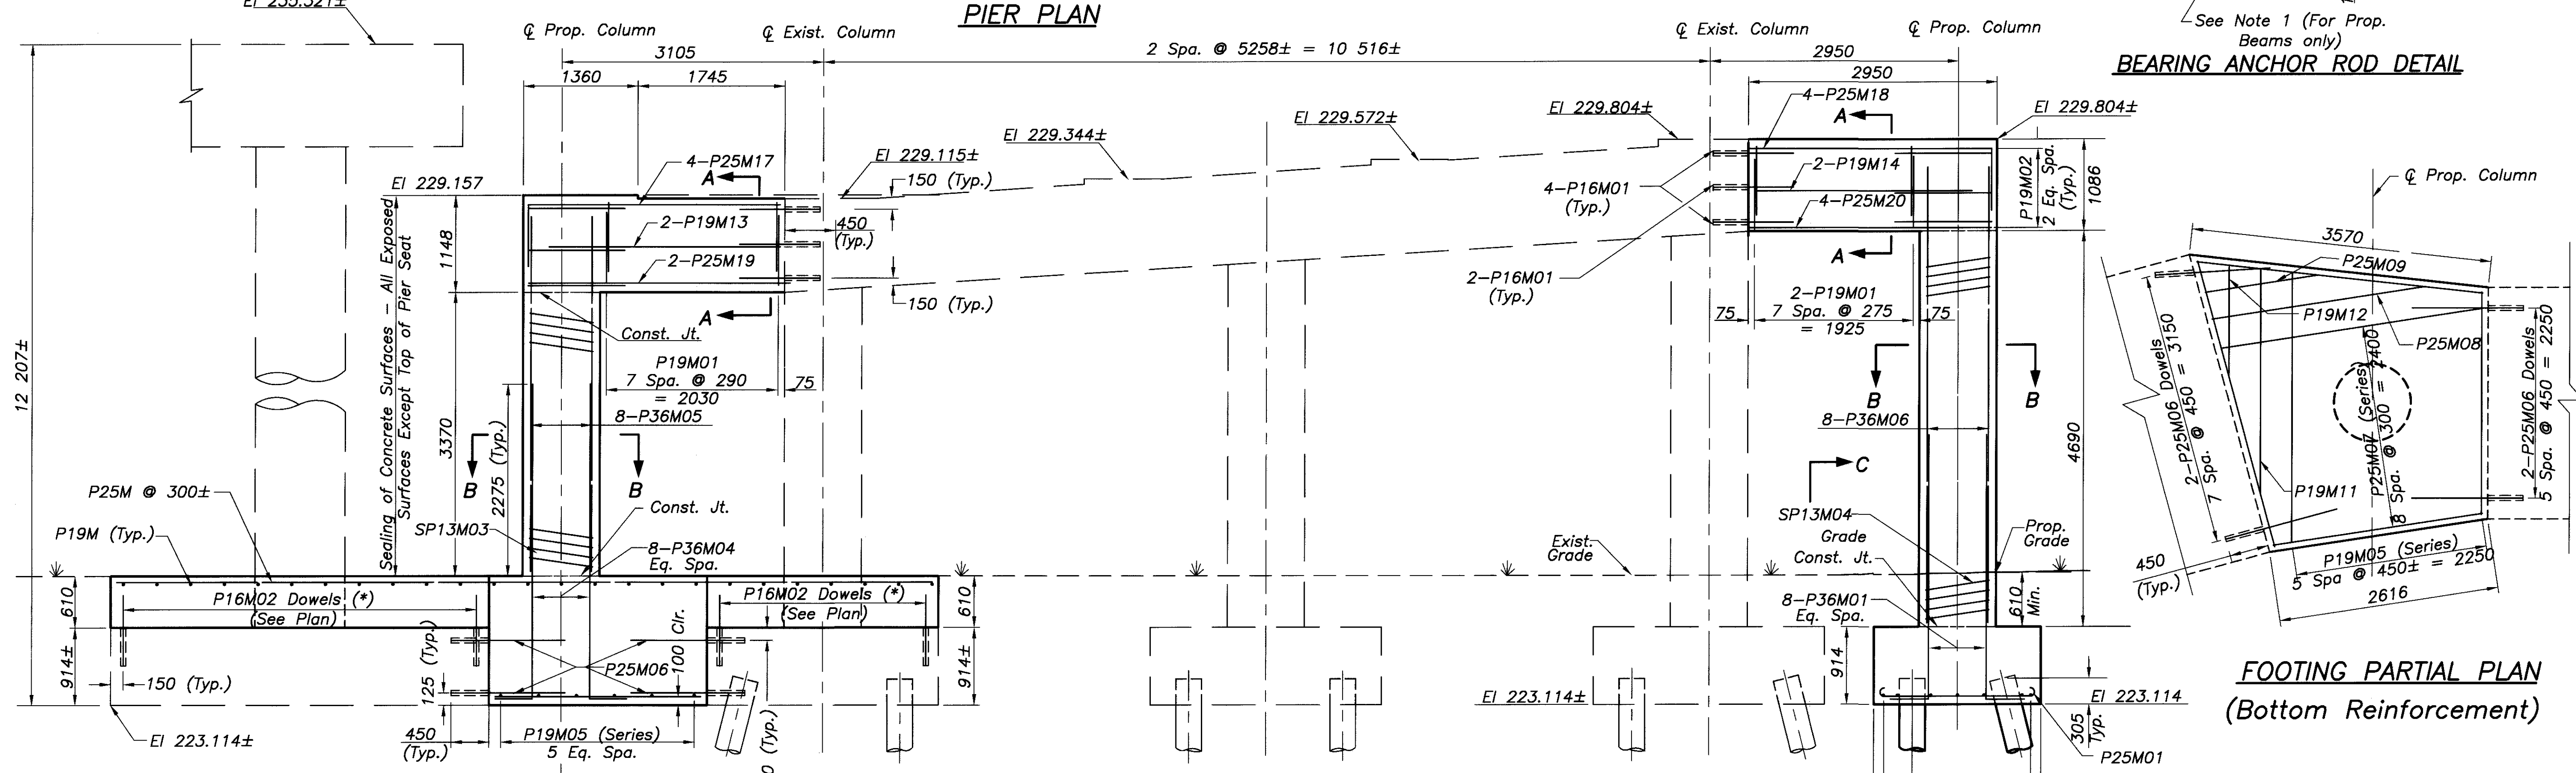 El 235.321±
PIER PLAN
See Note 1 (For Prop.
Beams only)
BEARING ANCHOR ROD DETAIL
℄ Prop. Column
℄ Exist. Column
℄ Exist. Column
℄ Prop. Column
3105
2 Spa. @ 5258± = 10 516±
2950
1360
1745
2950
4-P25M18
El 229.804±
El 229.804±
El 229.572±
El 229.344±
El 229.115±
A
A
4-P25M17
El 229.157
150 (Typ.)
2-P19M14
4-P16M01
(Typ.)
4-P25M20
P19M02
2 Eq. Spa.
(Typ.)
1086
℄ Prop. Column
2-P19M13
450
(Typ.)
2-P25M19
1148
150 (Typ.)
A
A
2-P16M01
(Typ.)
Const. Jt.
P19M01
7 Spa. @ 290
= 2030
75
75
2-P19M01
7 Spa. @ 275
= 1925
75
Sealing of Concrete Surfaces - All Exposed
Surfaces Except Top of Pier Seat
12 207±
3370
2275 (Typ.)
8-P36M05
B
B
B
B
8-P36M06
C
4690
P25M @ 300±
P19M (Typ.)
SP13M03
Const. Jt.
8-P36M04
Eq. Spa.
SP13M04
Grade
Const. Jt.
Prop.
Grade
Exist.
Grade
8-P36M01
Eq. Spa.
610
Min.
610
P16M02 Dowels (*)
(See Plan)
P16M02 Dowels (*)
(See Plan)
610
914±
150 (Typ.)
125 (Typ.)
P25M06
100 Clr.
914±
914
El 223.114±
El 223.114
305
Typ.
P25M01
El 223.114±
450
(Typ.)
P19M05 (Series)
5 Eq. Spa.
(Typ.)
3570
P25M09
P19M12
P25M08
2-P25M06 Dowels
7 Spa. @ 450 = 3150
P25M07 (Series)
8 Spa. @ 300 = 2400
2-P25M06 Dowels
5 Spa. @ 450 = 2250
P19M11
450
(Typ.)
P19M05 (Series)
5 Spa @ 450± = 2250
2616
FOOTING PARTIAL PLAN
(Bottom Reinforcement)